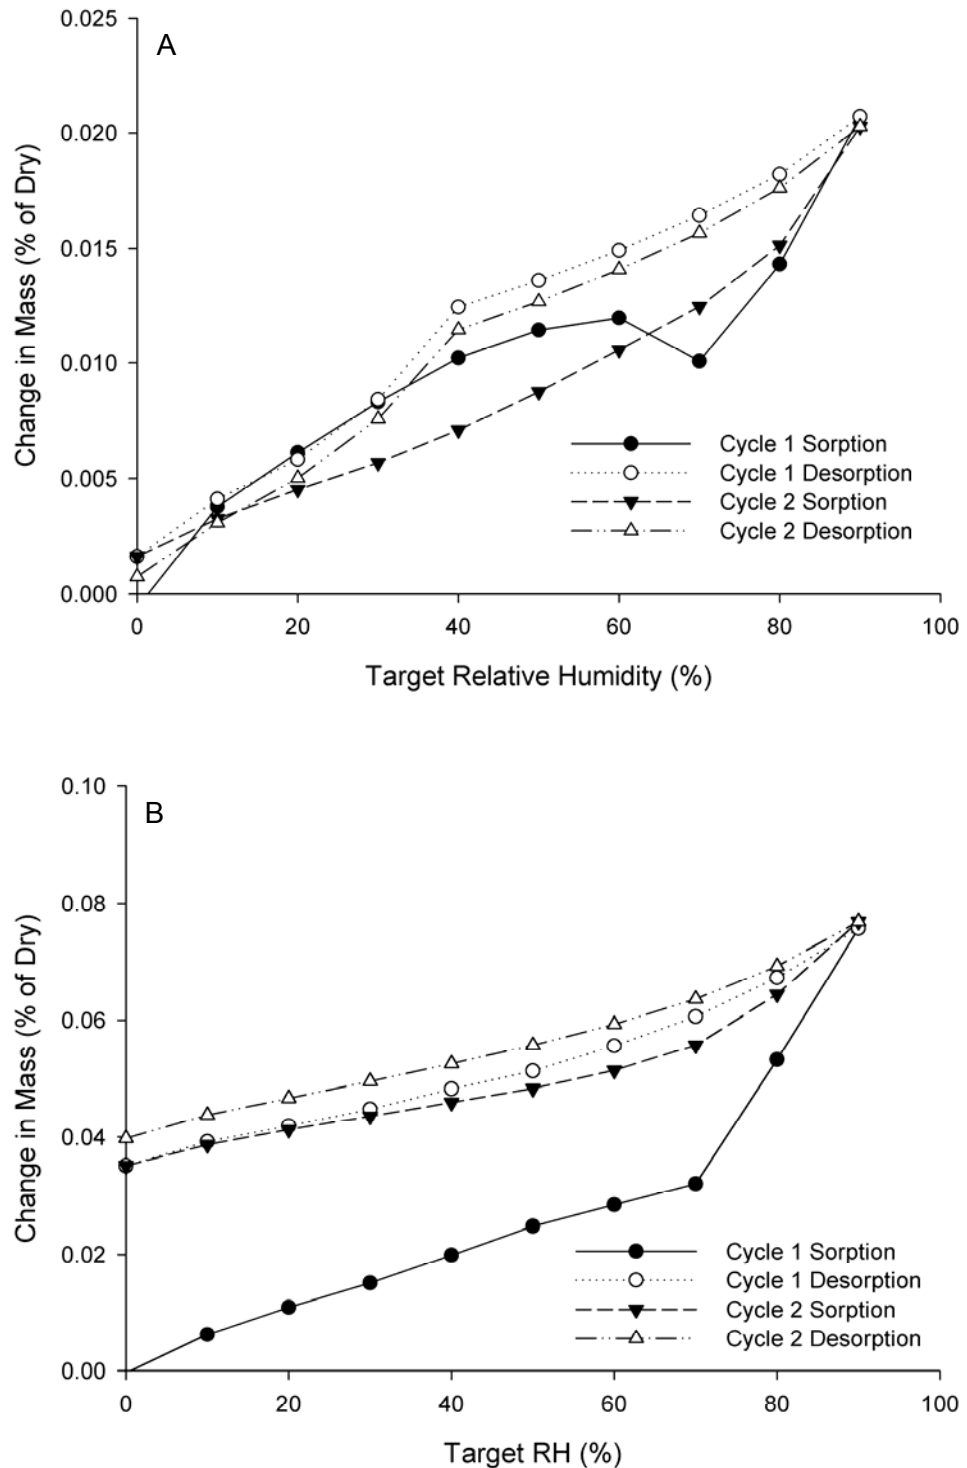 A
Change in Mass (% of Dry)
0.025
0.020
0.015
0.010
0.005
0.000
0 20 40 60 80 100
Target Relative Humidity (%)
Cycle 1 Sorption
Cycle 1 Desorption
Cycle 2 Sorption
Cycle 2 Desorption
B
Change in Mass (% of Dry)
0.10
0.08
0.06
0.04
0.02
0.00
0 20 40 60 80 100
Target RH (%)
Cycle 1 Sorption
Cycle 1 Desorption
Cycle 2 Sorption
Cycle 2 Desorption